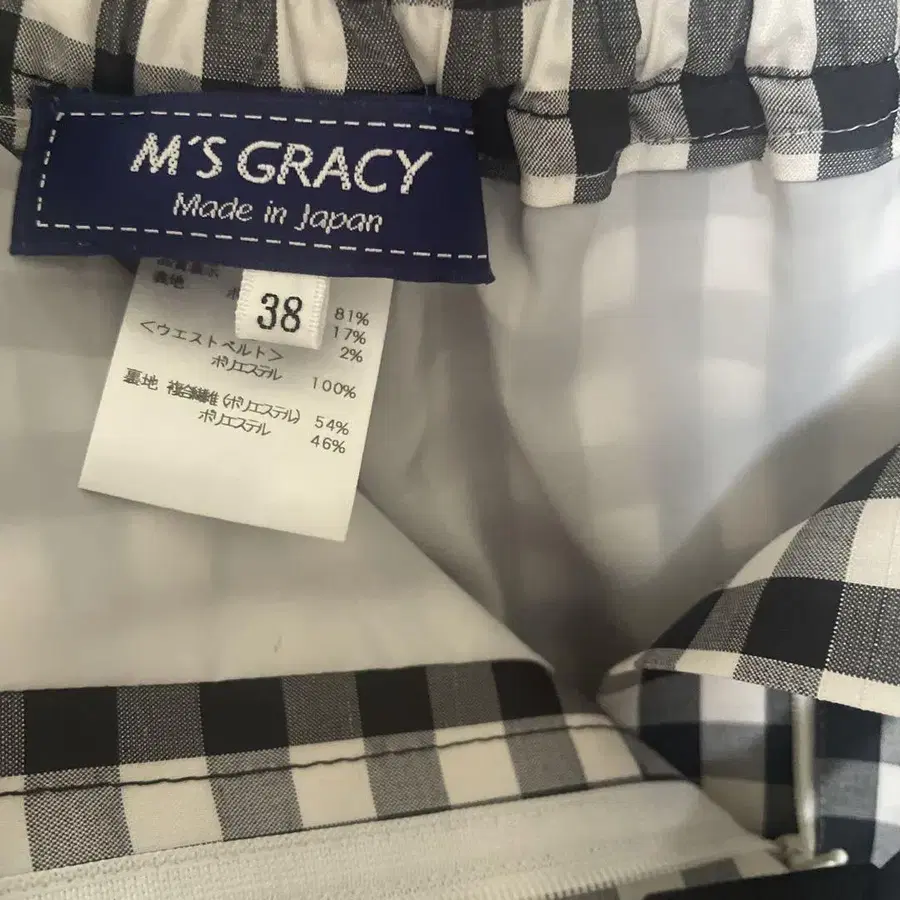 M'S GRACY
Made in Japan
38
表地
81%
17%
2%
<ウエストベルト>
ポリエステル 100%
裏地 複合繊維(ポリエステル) 54%
ポリエステル 46%